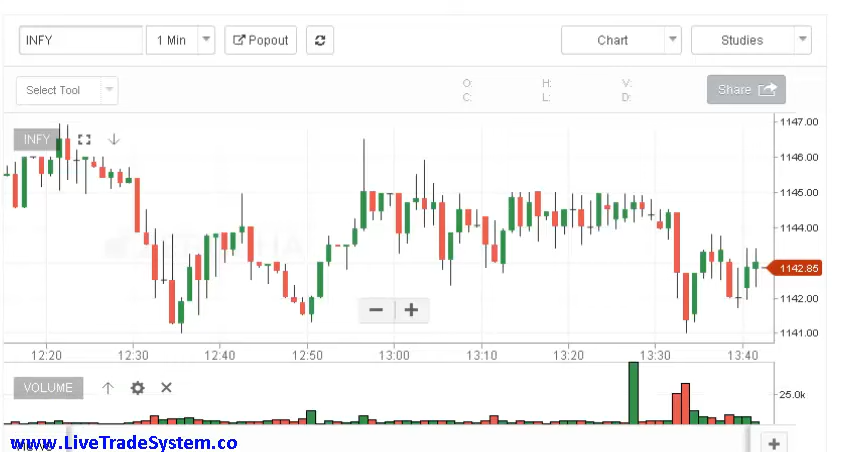 INFY
1 Min
Popout
Chart
Studies
Select Tool
O: H: V:
C: L: D:
Share
INFY
1147.00
1146.00
1145.00
1144.00
1142.85
1142.00
1141.00
12:20 12:30 12:40 12:50 13:00 13:10 13:20 13:30 13:40
VOLUME
25.0k
www.LiveTradeSystem.co